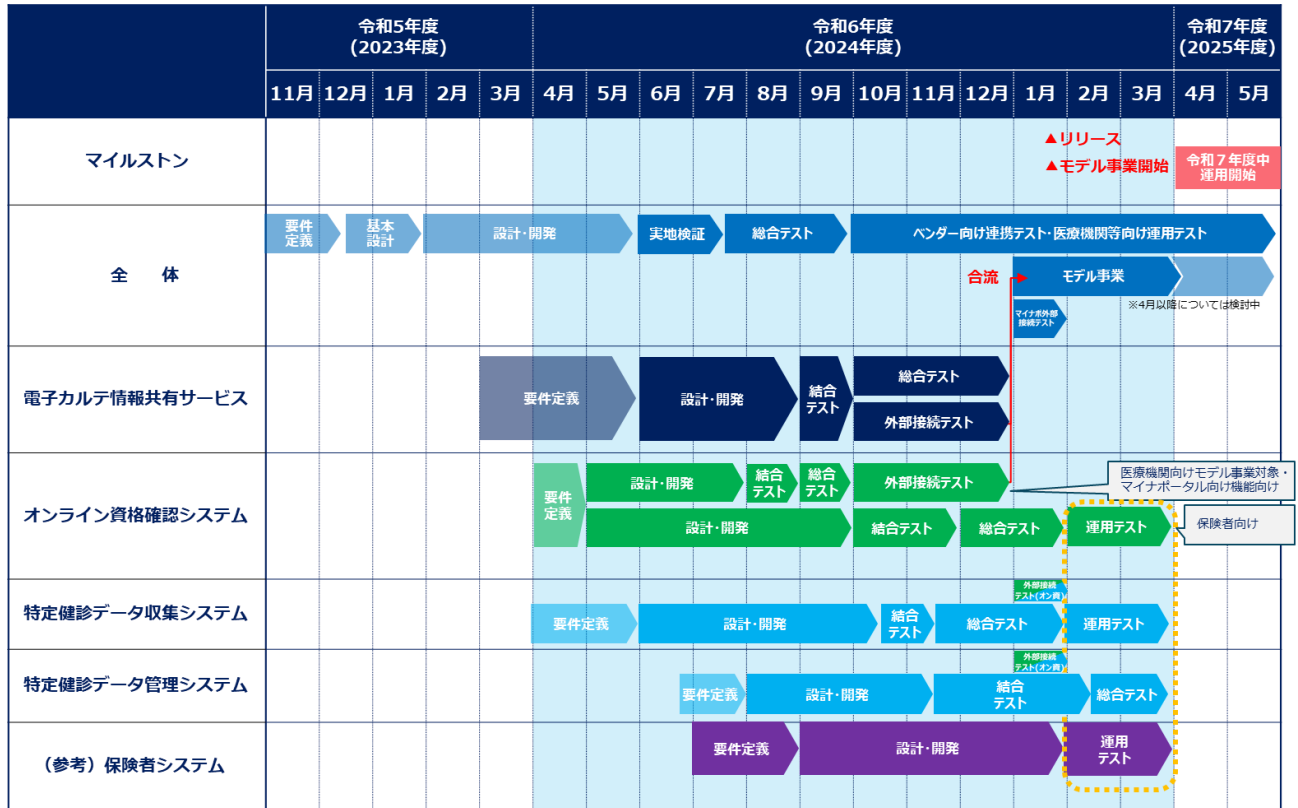 令和5年度
(2023年度)
令和6年度
(2024年度)
令和7年度
(2025年度)
11月 12月 1月 2月 3月 4月 5月 6月 7月 8月 9月 10月 11月 12月 1月 2月 3月 4月 5月
マイルストン
▲リリース
▲モデル事業開始
令和7年度中
運用開始
全 体
要件
定義
基本
設計
設計・開発
実地検証
総合テスト
ベンダー向け連携テスト・医療機関等向け運用テスト
合流
モデル事業
※4月以降については検討中
マイナポ外部
接続テスト
電子カルテ情報共有サービス
要件定義
設計・開発
結合
テスト
総合テスト
外部接続テスト
オンライン資格確認システム
要件
定義
設計・開発
結合
テスト
総合
テスト
外部接続テスト
医療機関向けモデル事業対象・
マイナポータル向け機能向け
設計・開発
結合テスト
総合テスト
運用テスト
保険者向け
特定健診データ収集システム
外部接続
テスト(オン資)
要件定義
設計・開発
結合
テスト
総合テスト
運用テスト
特定健診データ管理システム
外部接続
テスト(オン資)
要件定義
設計・開発
結合
テスト
総合テスト
(参考)保険者システム
要件定義
設計・開発
運用
テスト